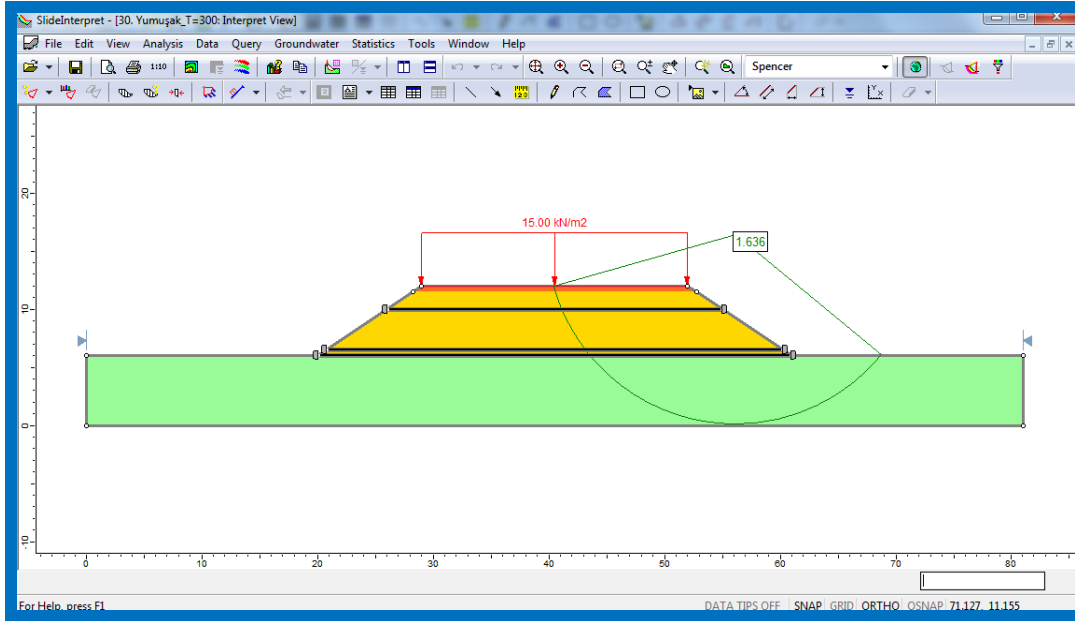 SlideInterpret - [30. Yumuşak_T=300: Interpret View]
File Edit View Analysis Data Query Groundwater Statistics Tools Window Help
1:10 Spencer
20
15.00 kN/m2
1.636
10
0
-10
0 10 20 30 40 50 60 70 80
For Help, press F1 DATA TIPS OFF SNAP GRID ORTHO OSNAP 71.127, 11.155